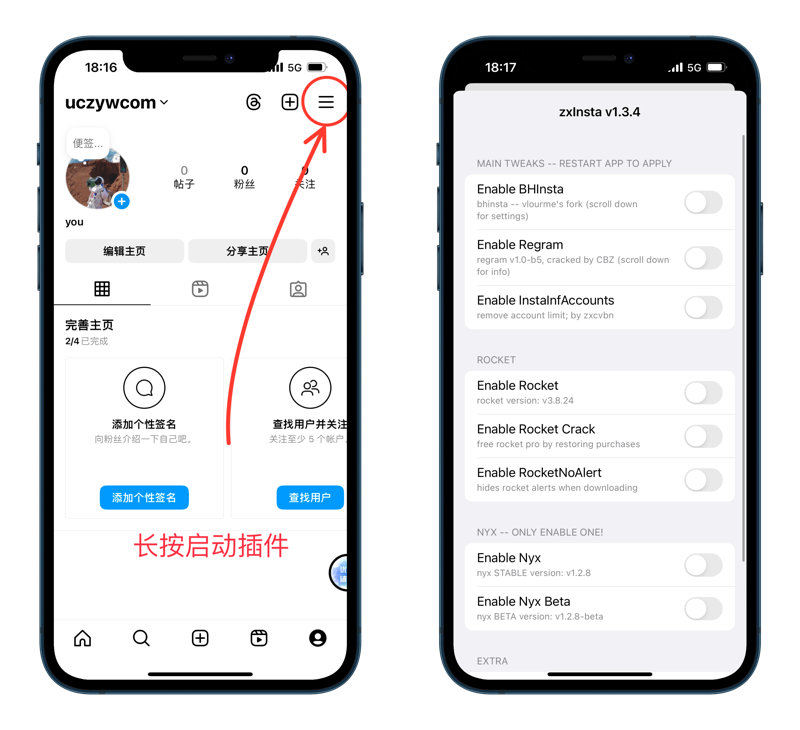 18:16
5G
uczywcom
便签...
0
0
0
帖子
粉丝
关注
you
编辑主页
分享主页
完善主页
2/4 已完成
添加个性签名
向粉丝介绍一下自己吧。
添加个性签名
查找用户并关注
关注至少 5 个帐户
查找用户
长按启动插件
18:17
5G
zxInsta v1.3.4
MAIN TWEAKS -- RESTART APP TO APPLY
Enable BHInsta
bhinsta -- vlourme's fork (scroll down
for settings)
Enable Regram
regram v1.0-b5, cracked by CBZ (scroll down
for info)
Enable InstaInfAccounts
remove account limit; by zxcvbn
ROCKET
Enable Rocket
rocket version: v3.8.24
Enable Rocket Crack
free rocket pro by restoring purchases
Enable RocketNoAlert
hides rocket alerts when downloading
NYX -- ONLY ENABLE ONE!
Enable Nyx
nyx STABLE version: v1.2.8
Enable Nyx Beta
nyx BETA version: v1.2.8-beta
EXTRA